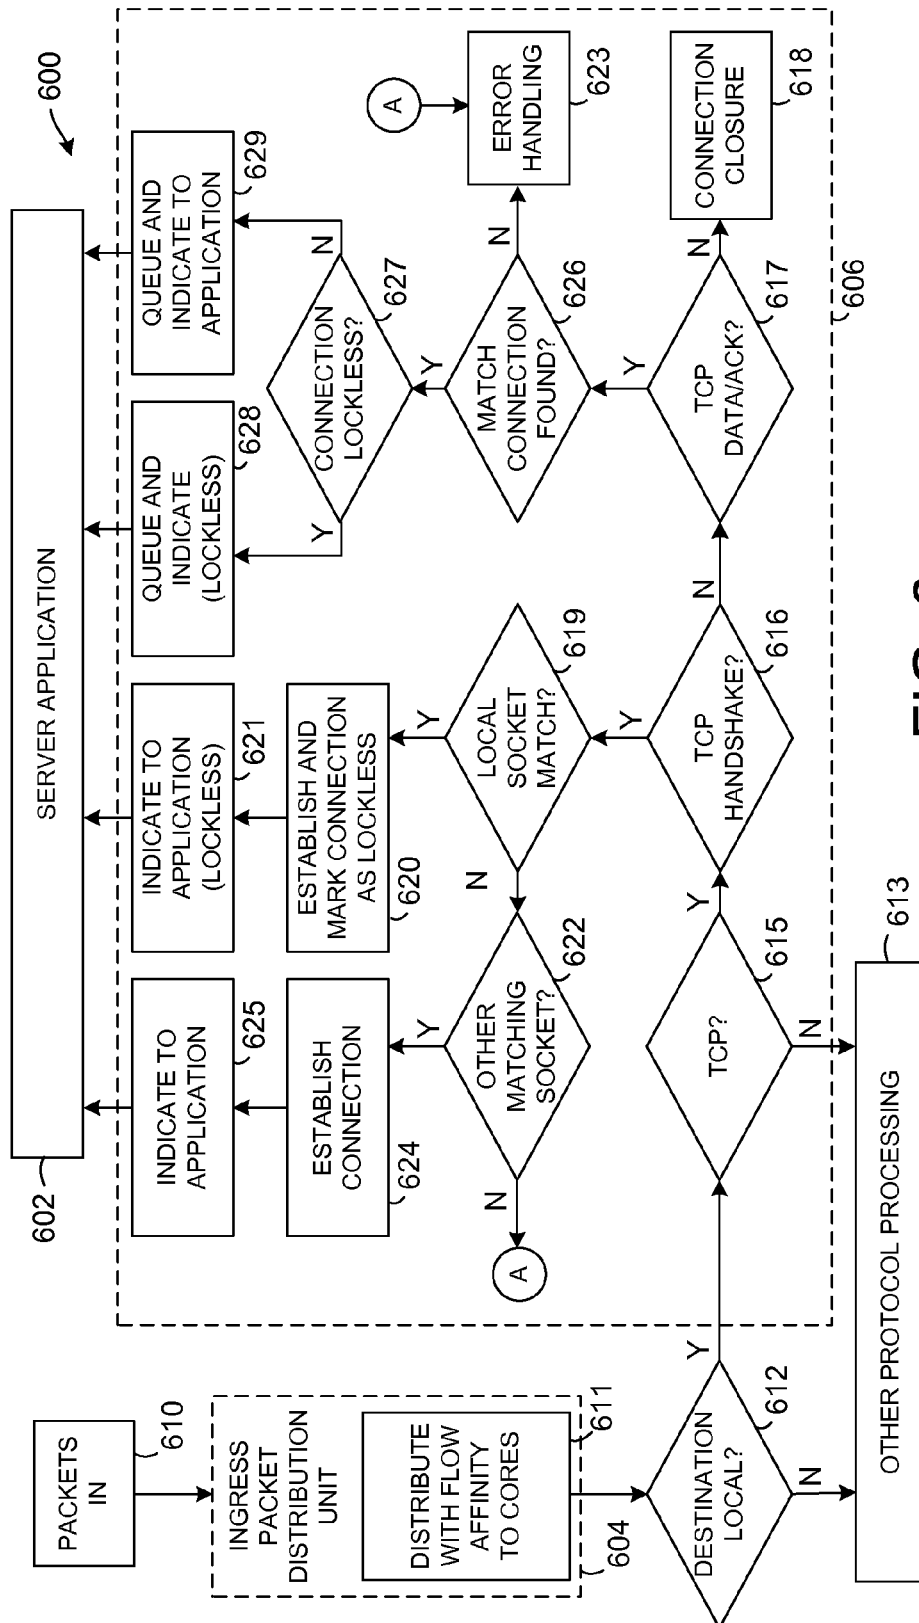 600
SERVER APPLICATION
602
PACKETS
IN
610
INGRESS
PACKET
DISTRIBUTION
UNIT
DISTRIBUTE
WITH FLOW
AFFINITY
TO CORES
611
604
DESTINATION
LOCAL?
612
Y
N
OTHER PROTOCOL PROCESSING
613
TCP?
615
Y
N
TCP
HANDSHAKE?
616
Y
N
TCP
DATA/ACK?
617
Y
N
CONNECTION
CLOSURE
618
606
LOCAL
SOCKET
MATCH?
619
Y
N
ESTABLISH AND
MARK CONNECTION
AS LOCKLESS
620
INDICATE TO
APPLICATION
(LOCKLESS)
621
OTHER
MATCHING
SOCKET?
622
Y
N
A
ESTABLISH
CONNECTION
624
INDICATE TO
APPLICATION
625
MATCH
CONNECTION
FOUND?
626
Y
N
A
ERROR
HANDLING
623
CONNECTION
LOCKLESS?
627
Y
N
QUEUE AND
INDICATE
(LOCKLESS)
628
QUEUE AND
INDICATE TO
APPLICATION
629